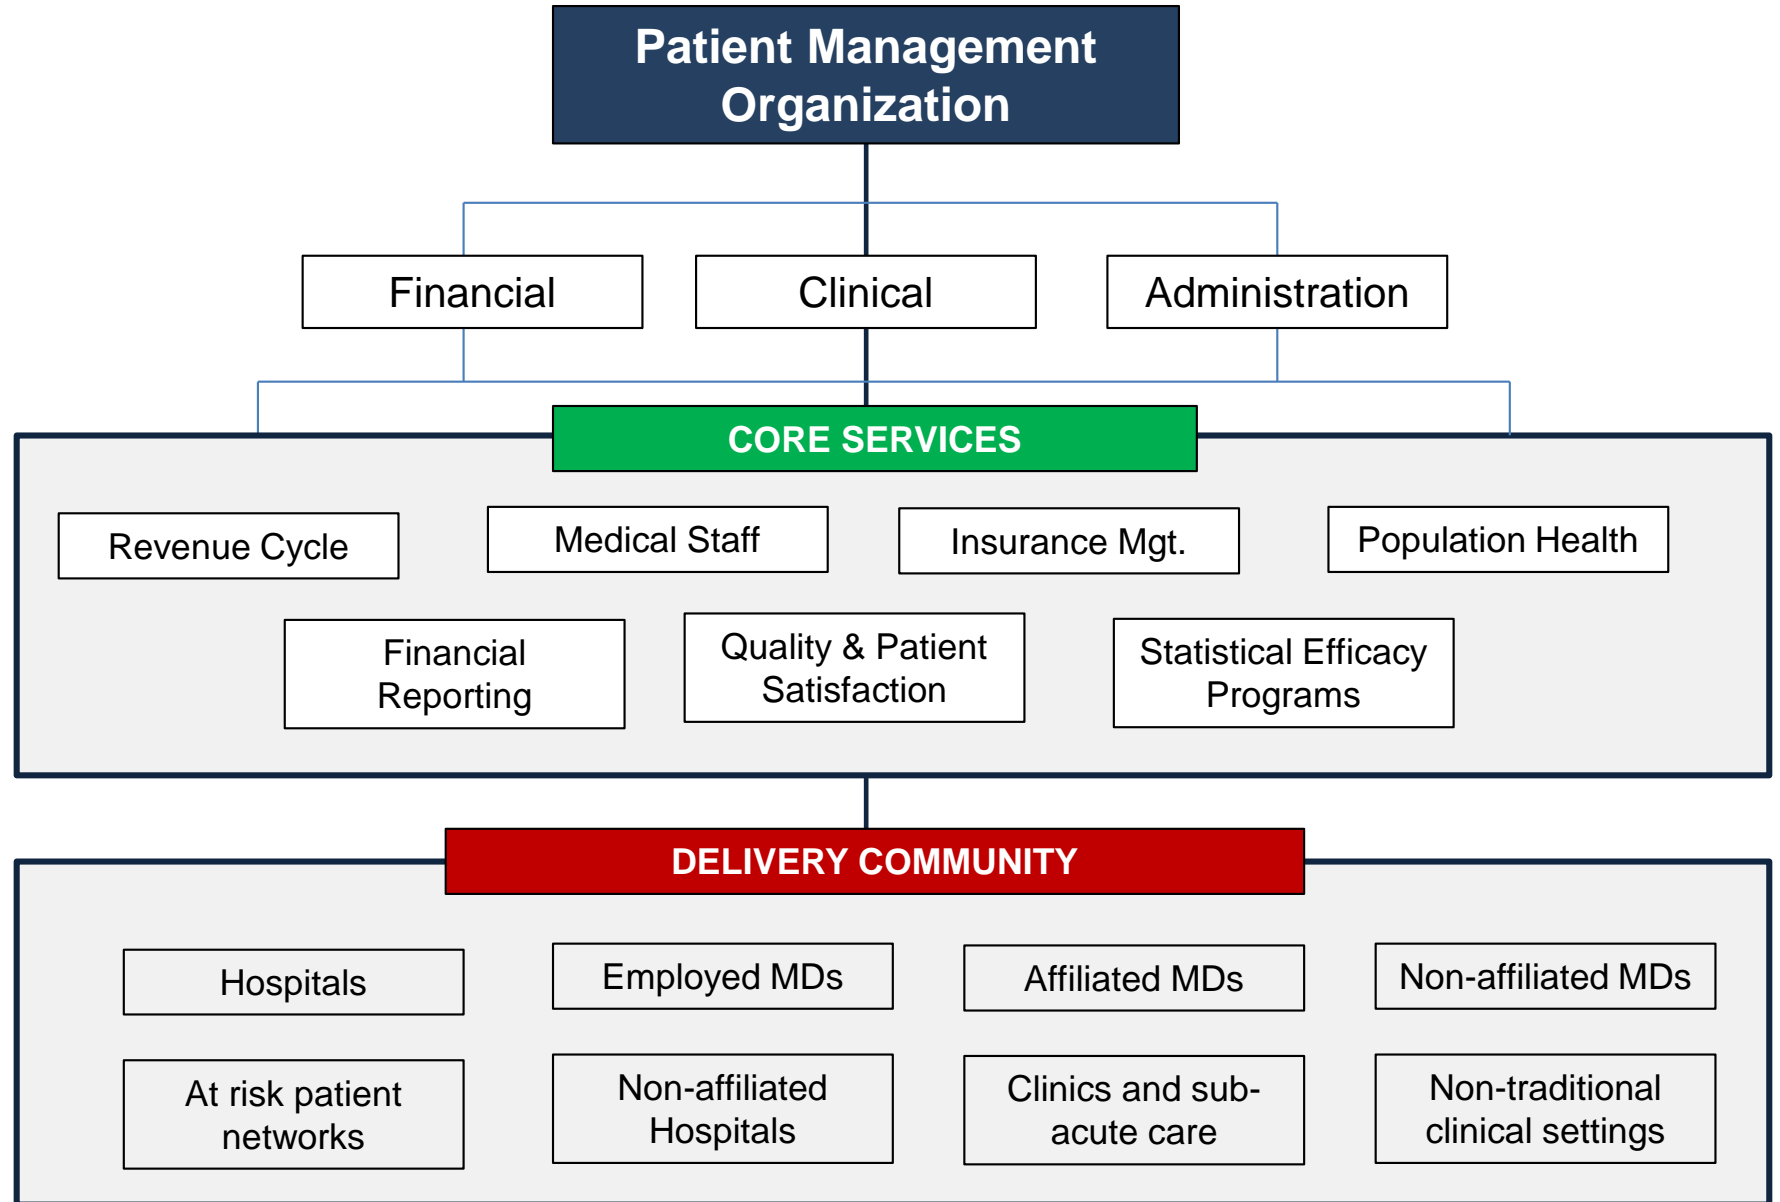 Patient Management
Organization
Financial
Clinical
Administration
CORE SERVICES
Revenue Cycle
Medical Staff
Insurance Mgt.
Population Health
Financial
Reporting
Quality & Patient
Satisfaction
Statistical Efficacy
Programs
DELIVERY COMMUNITY
Hospitals
Employed MDs
Affiliated MDs
Non-affiliated MDs
At risk patient
networks
Non-affiliated
Hospitals
Clinics and sub-
acute care
Non-traditional
clinical settings